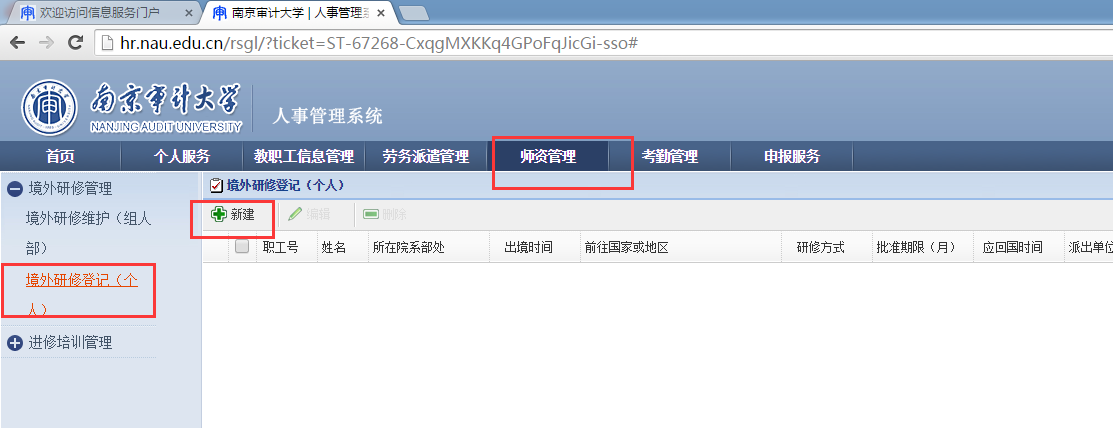 欢迎访问信息服务门户
南京审计大学 | 人事管理系
hr.nau.edu.cn/rsgl/?ticket=ST-67268-CxqgMXKKq4GPoFqJicGi-sso#
南京审计大学
NANJING AUDIT UNIVERSITY
人事管理系统
首页 个人服务 教职工信息管理 劳务派遣管理 师资管理 考勤管理 申报服务
境外研修管理
境外研修维护（组人
部）
境外研修登记（个
人）
进修培训管理
境外研修登记（个人）
新建 编辑 删除
职工号 姓名 所在院系部处 出境时间 前往国家或地区 研修方式 批准期限（月） 应回国时间 派出单位